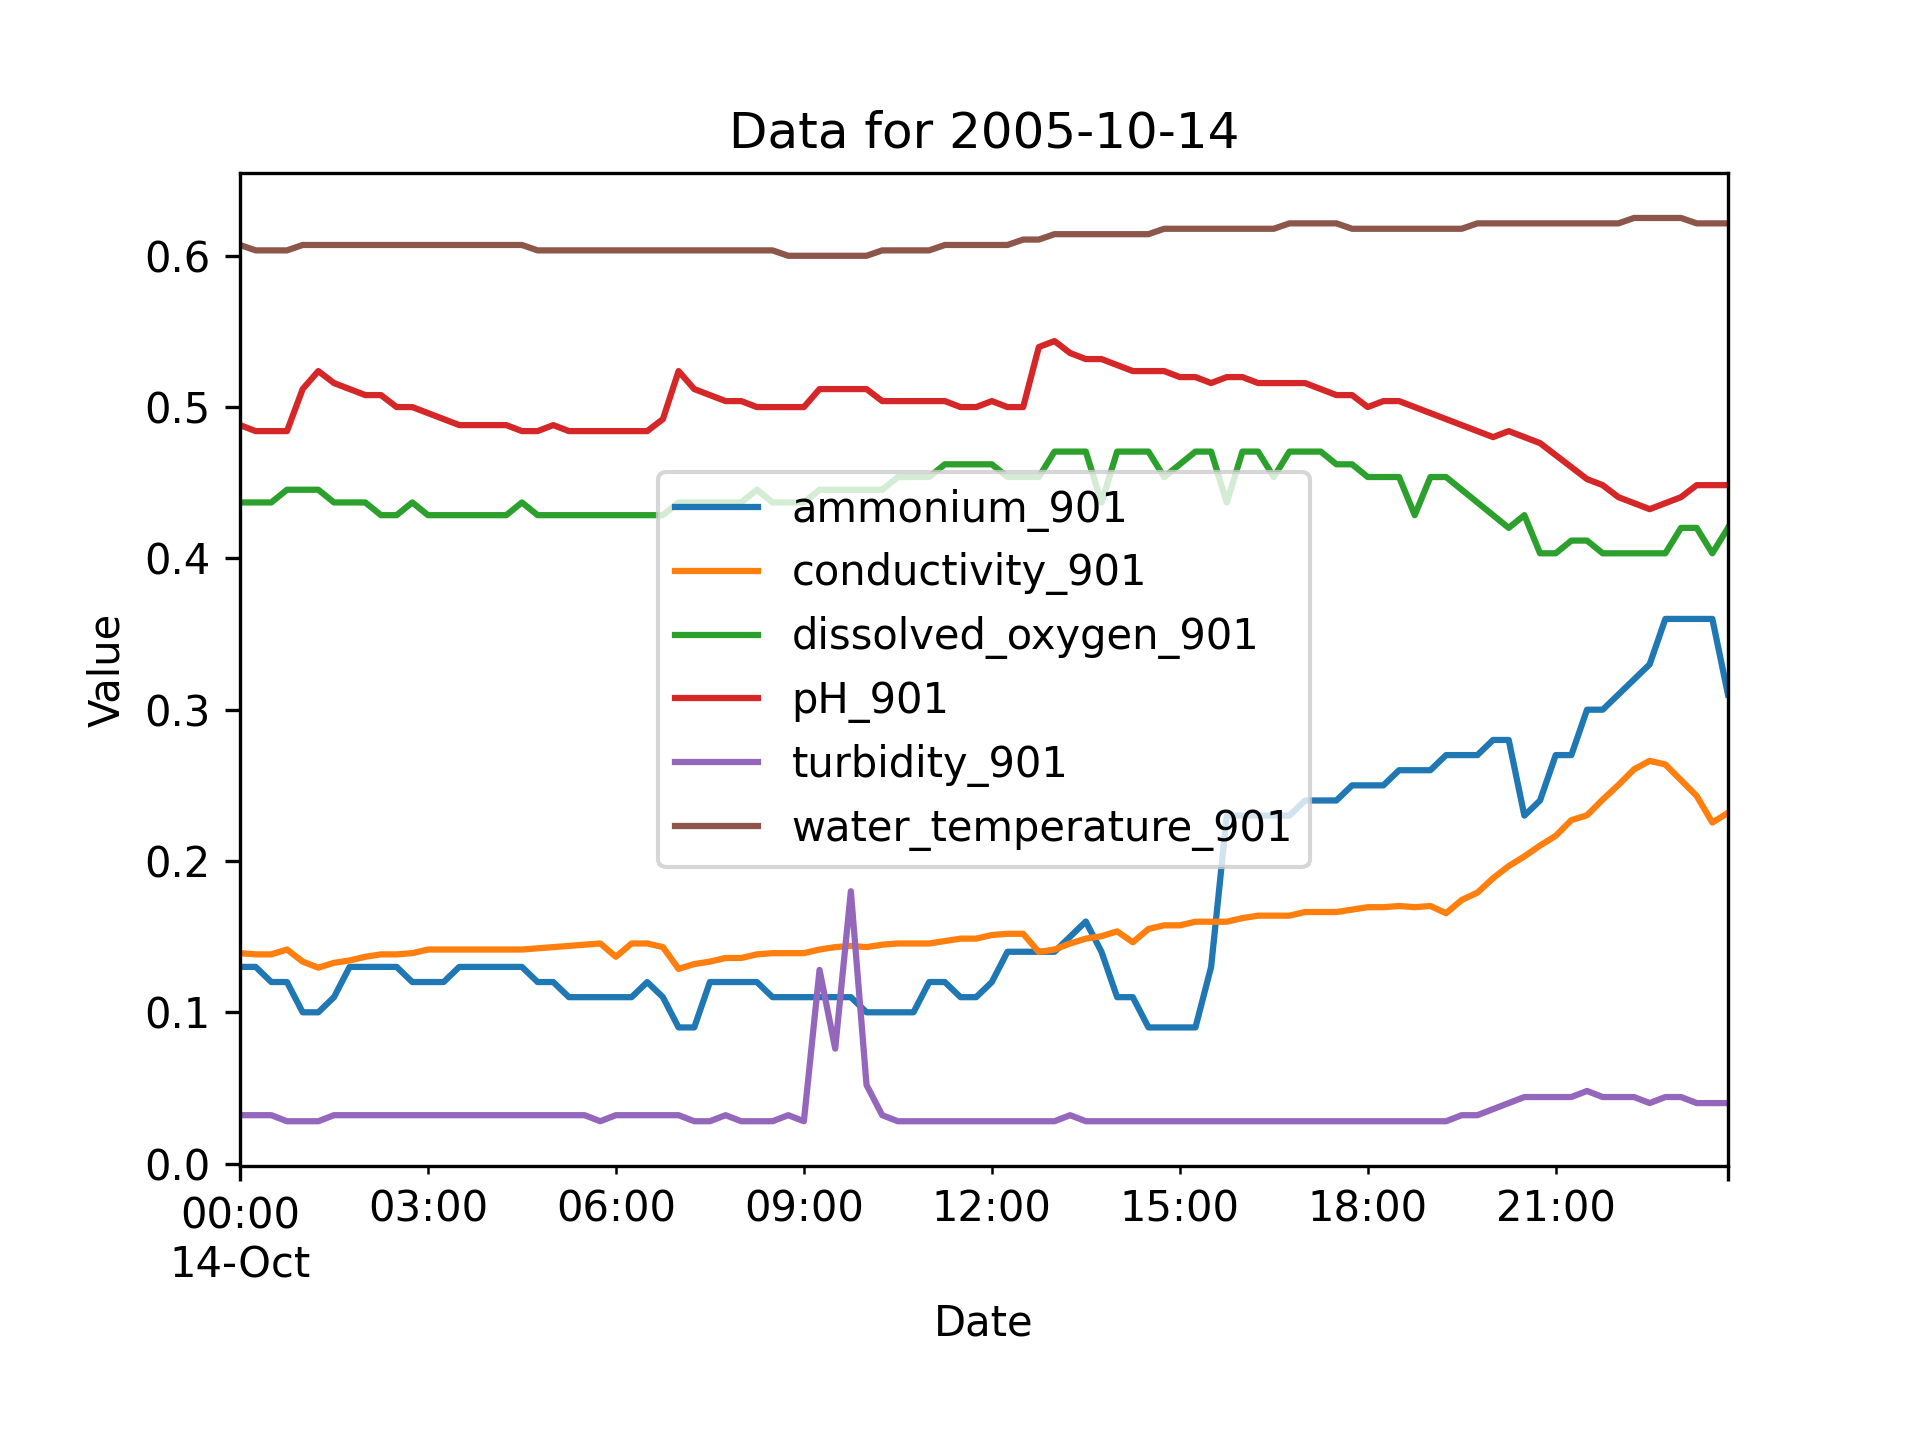 Data for 2005-10-14
Value
0.6
0.5
0.4
0.3
0.2
0.1
0.0
ammonium_901
conductivity_901
dissolved_oxygen_901
pH_901
turbidity_901
water_temperature_901
00:00 03:00 06:00 09:00 12:00 15:00 18:00 21:00
14-Oct
Date